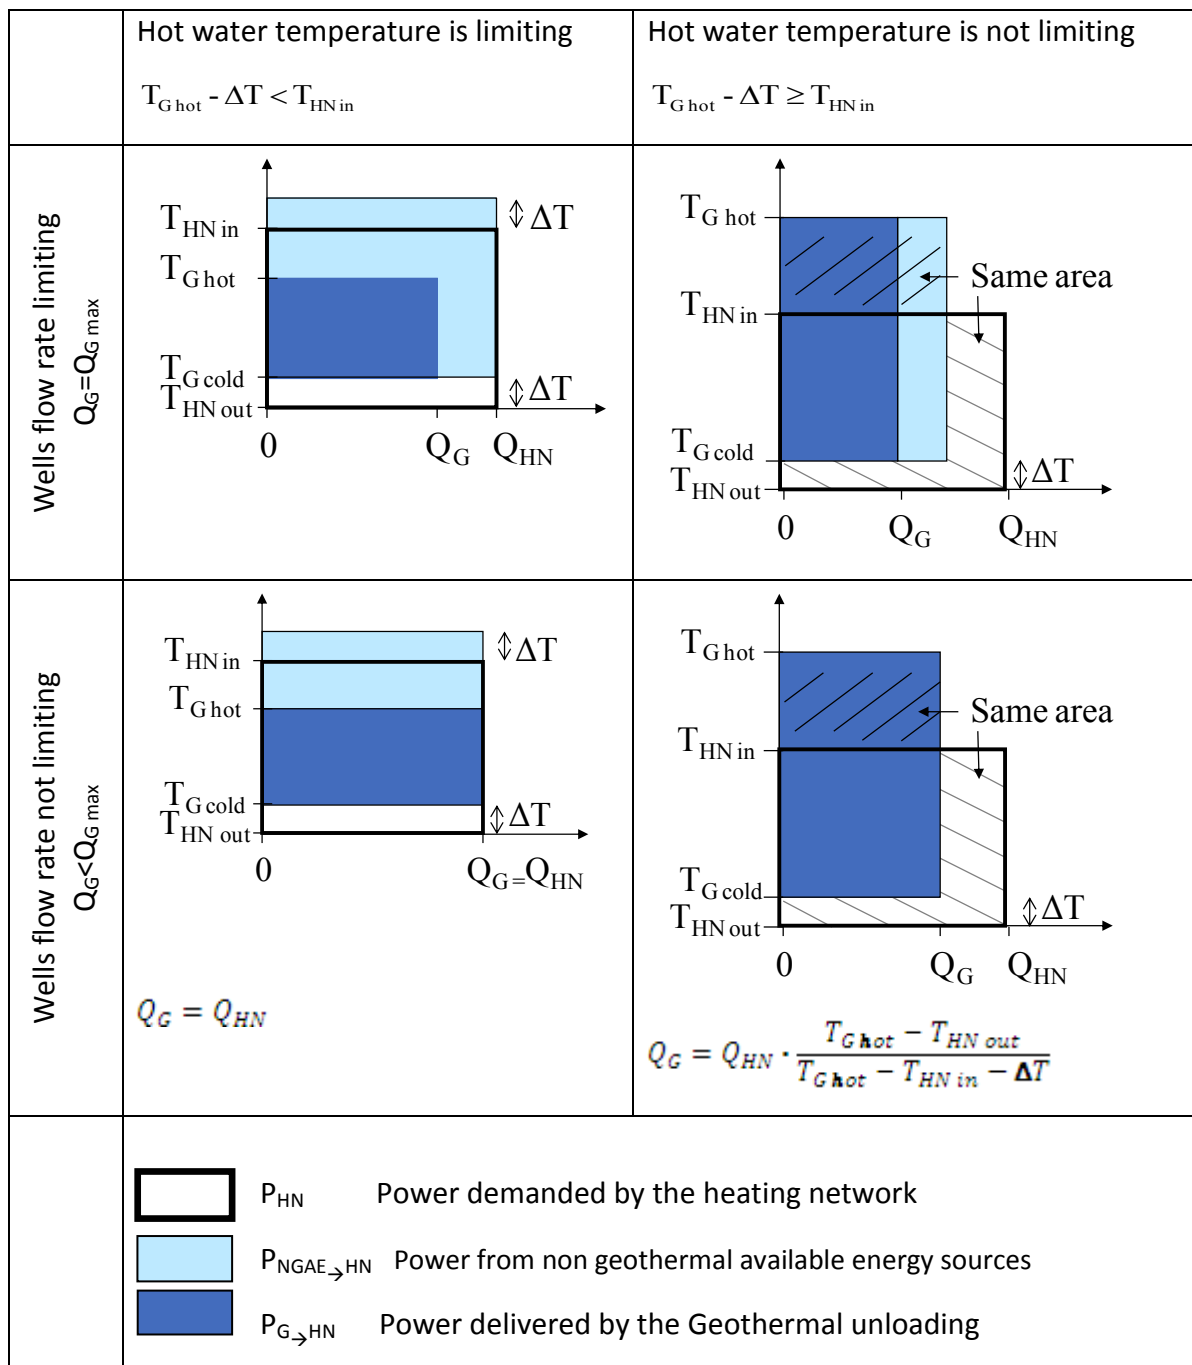 Hot water temperature is limiting
T_G hot - ΔT < T_HN in
Hot water temperature is not limiting
T_G hot - ΔT ≥ T_HN in
Wells flow rate limiting
Q_G=Q_G max
T_HN in
T_G hot
T_G cold
T_HN out
ΔT
ΔT
0
Q_G
Q_HN
T_G hot
T_HN in
T_G cold
T_HN out
Same area
ΔT
0
Q_G
Q_HN
Wells flow rate not limiting
Q_G<Q_G max
T_HN in
T_G hot
T_G cold
T_HN out
ΔT
ΔT
0
Q_G=Q_HN
Q_G = Q_HN
T_G hot
T_HN in
T_G cold
T_HN out
Same area
ΔT
0
Q_G
Q_HN
Q_G = Q_HN · (T_G hot − T_HN out) / (T_G hot − T_HN in − ΔT)
P_HN Power demanded by the heating network
P_NGAE→HN Power from non geothermal available energy sources
P_G→HN Power delivered by the Geothermal unloading